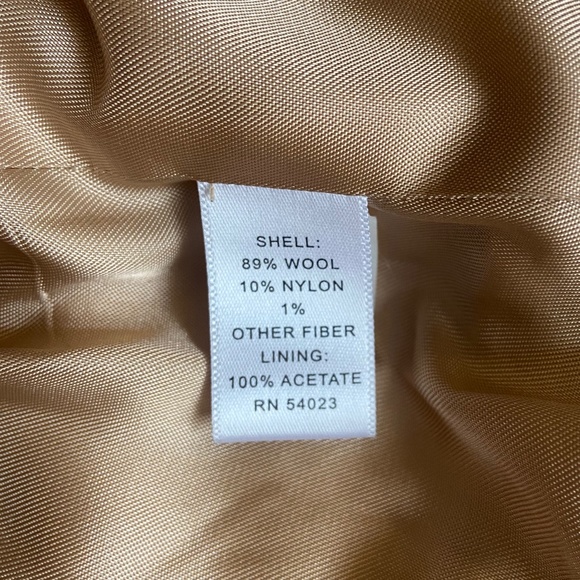 SHELL:
89% WOOL
10% NYLON
1%
OTHER FIBER
LINING:
100% ACETATE
RN 54023